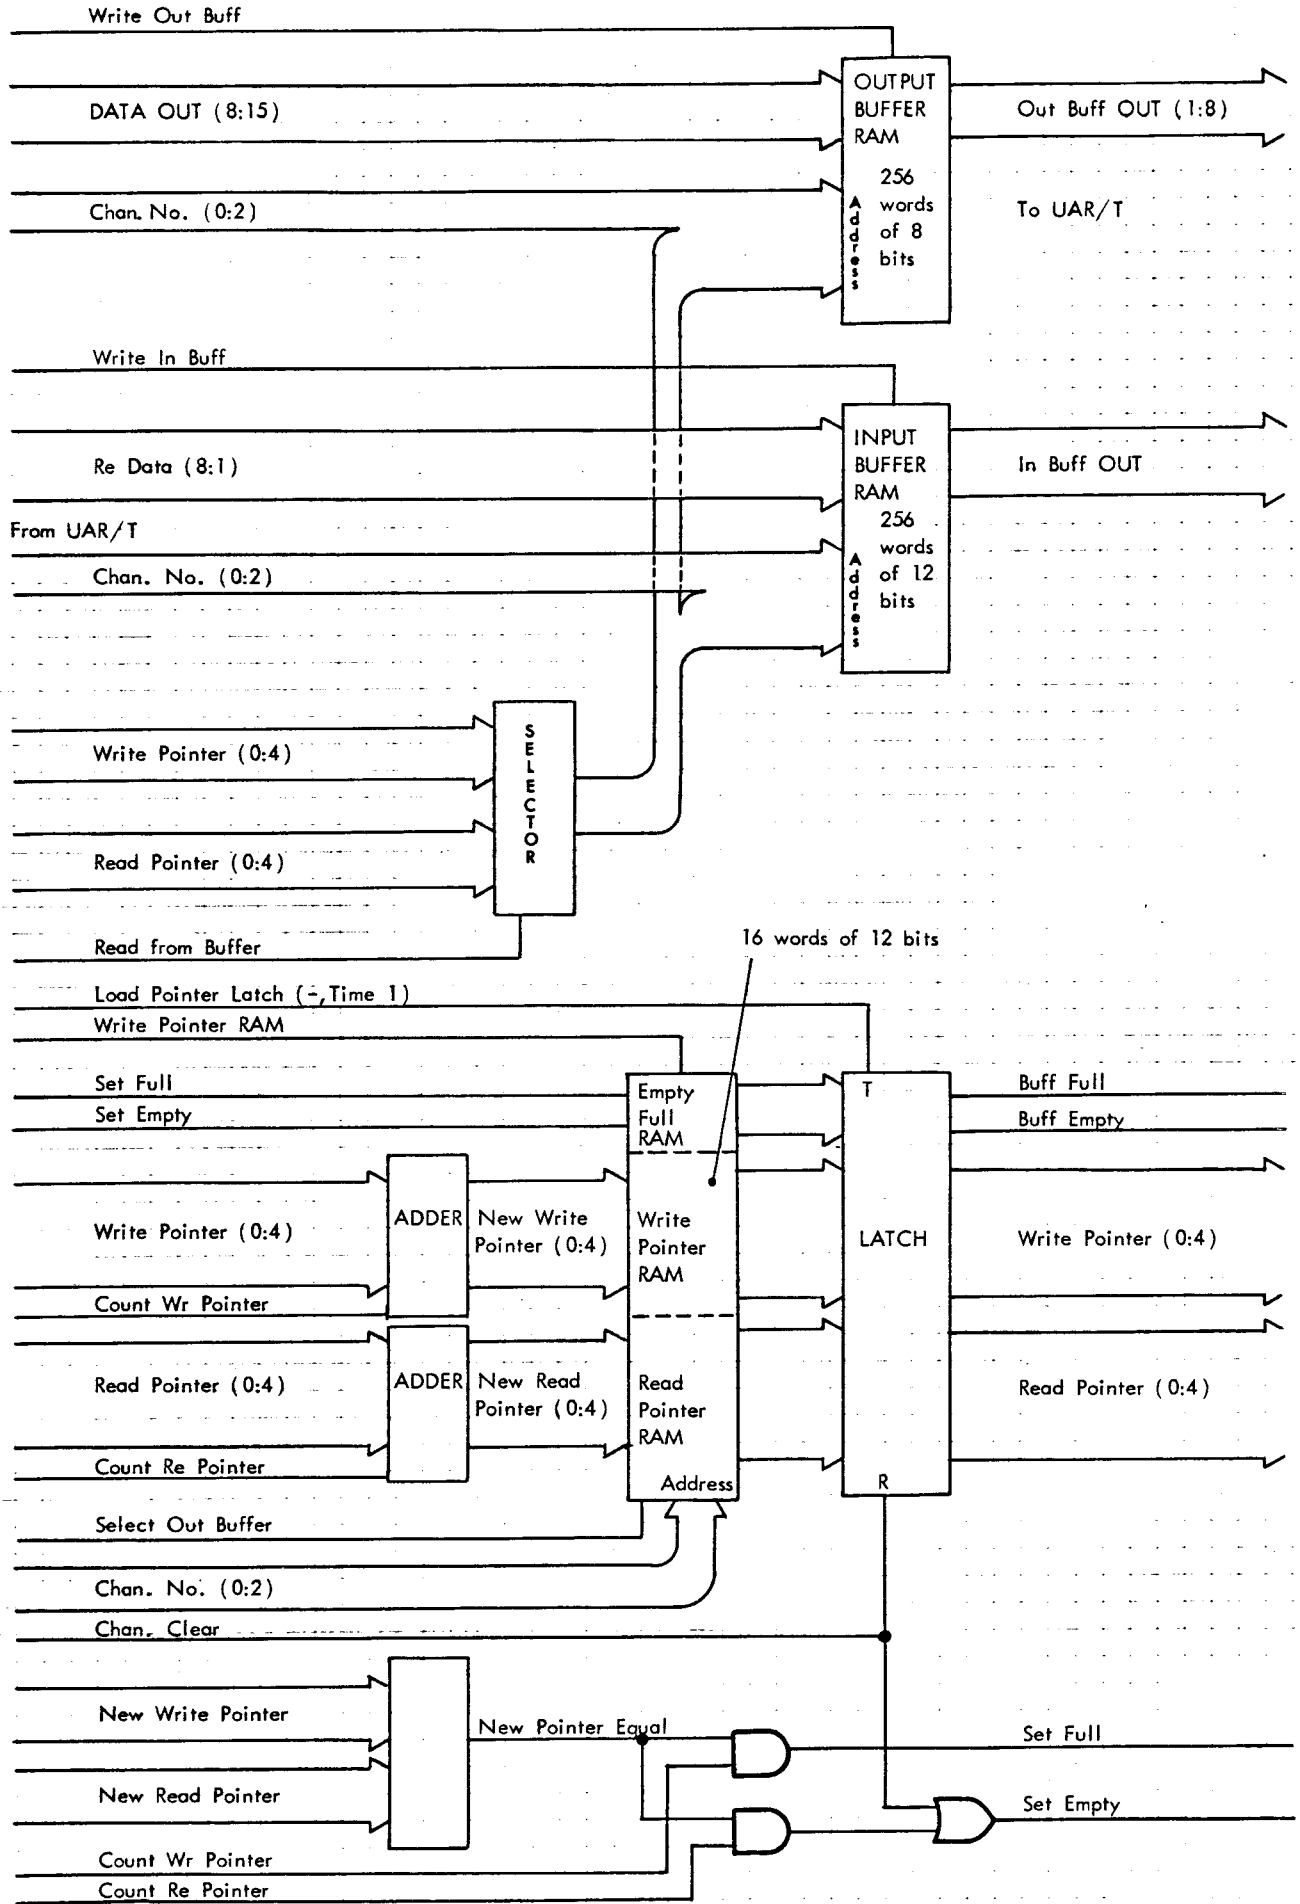 Write Out Buff
DATA OUT (8:15)
Chan. No. (0:2)
OUTPUT
BUFFER
RAM
256
words
of 8
bits
Address
Out Buff OUT (1:8)
To UAR/T
Write In Buff
Re Data (8:1)
From UAR/T
Chan. No. (0:2)
INPUT
BUFFER
RAM
256
words
of 12
bits
Address
In Buff OUT
Write Pointer (0:4)
Read Pointer (0:4)
SELECTOR
Read from Buffer
16 words of 12 bits
Load Pointer Latch (-,Time 1)
Write Pointer RAM
Set Full
Set Empty
Empty
Full
RAM
T
Buff Full
Buff Empty
Write Pointer (0:4)
ADDER
New Write
Pointer (0:4)
Write
Pointer
RAM
LATCH
Write Pointer (0:4)
Count Wr Pointer
Read Pointer (0:4)
ADDER
New Read
Pointer (0:4)
Read
Pointer
RAM
Read Pointer (0:4)
Count Re Pointer
Address
R
Select Out Buffer
Chan. No. (0:2)
Chan. Clear
New Write Pointer
New Pointer Equal
Set Full
New Read Pointer
Set Empty
Count Wr Pointer
Count Re Pointer